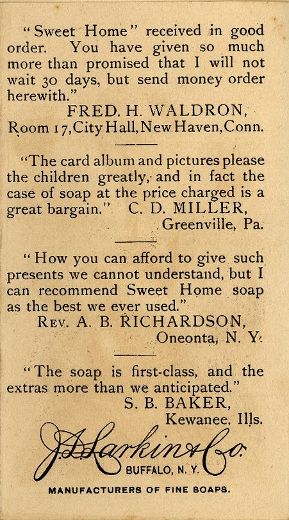 "Sweet Home" received in good
order. You have given so much
more than promised that I will not
wait 30 days, but send money order
herewith."
FRED. H. WALDRON,
Room 17, City Hall, New Haven, Conn.
"The card album and pictures please
the children greatly, and in fact the
case of soap at the price charged is a
great bargain." C. D. MILLER,
Greenville, Pa.
"How you can afford to give such
presents we cannot understand, but I
can recommend Sweet Home soap
as the best we ever used."
REV. A. B. RICHARDSON,
Oneonta, N. Y.
"The soap is first-class, and the
extras more than we anticipated."
S. B. BAKER,
Kewanee, Ills.
J. D. Larkin & Co.
BUFFALO, N. Y.
MANUFACTURERS OF FINE SOAPS.